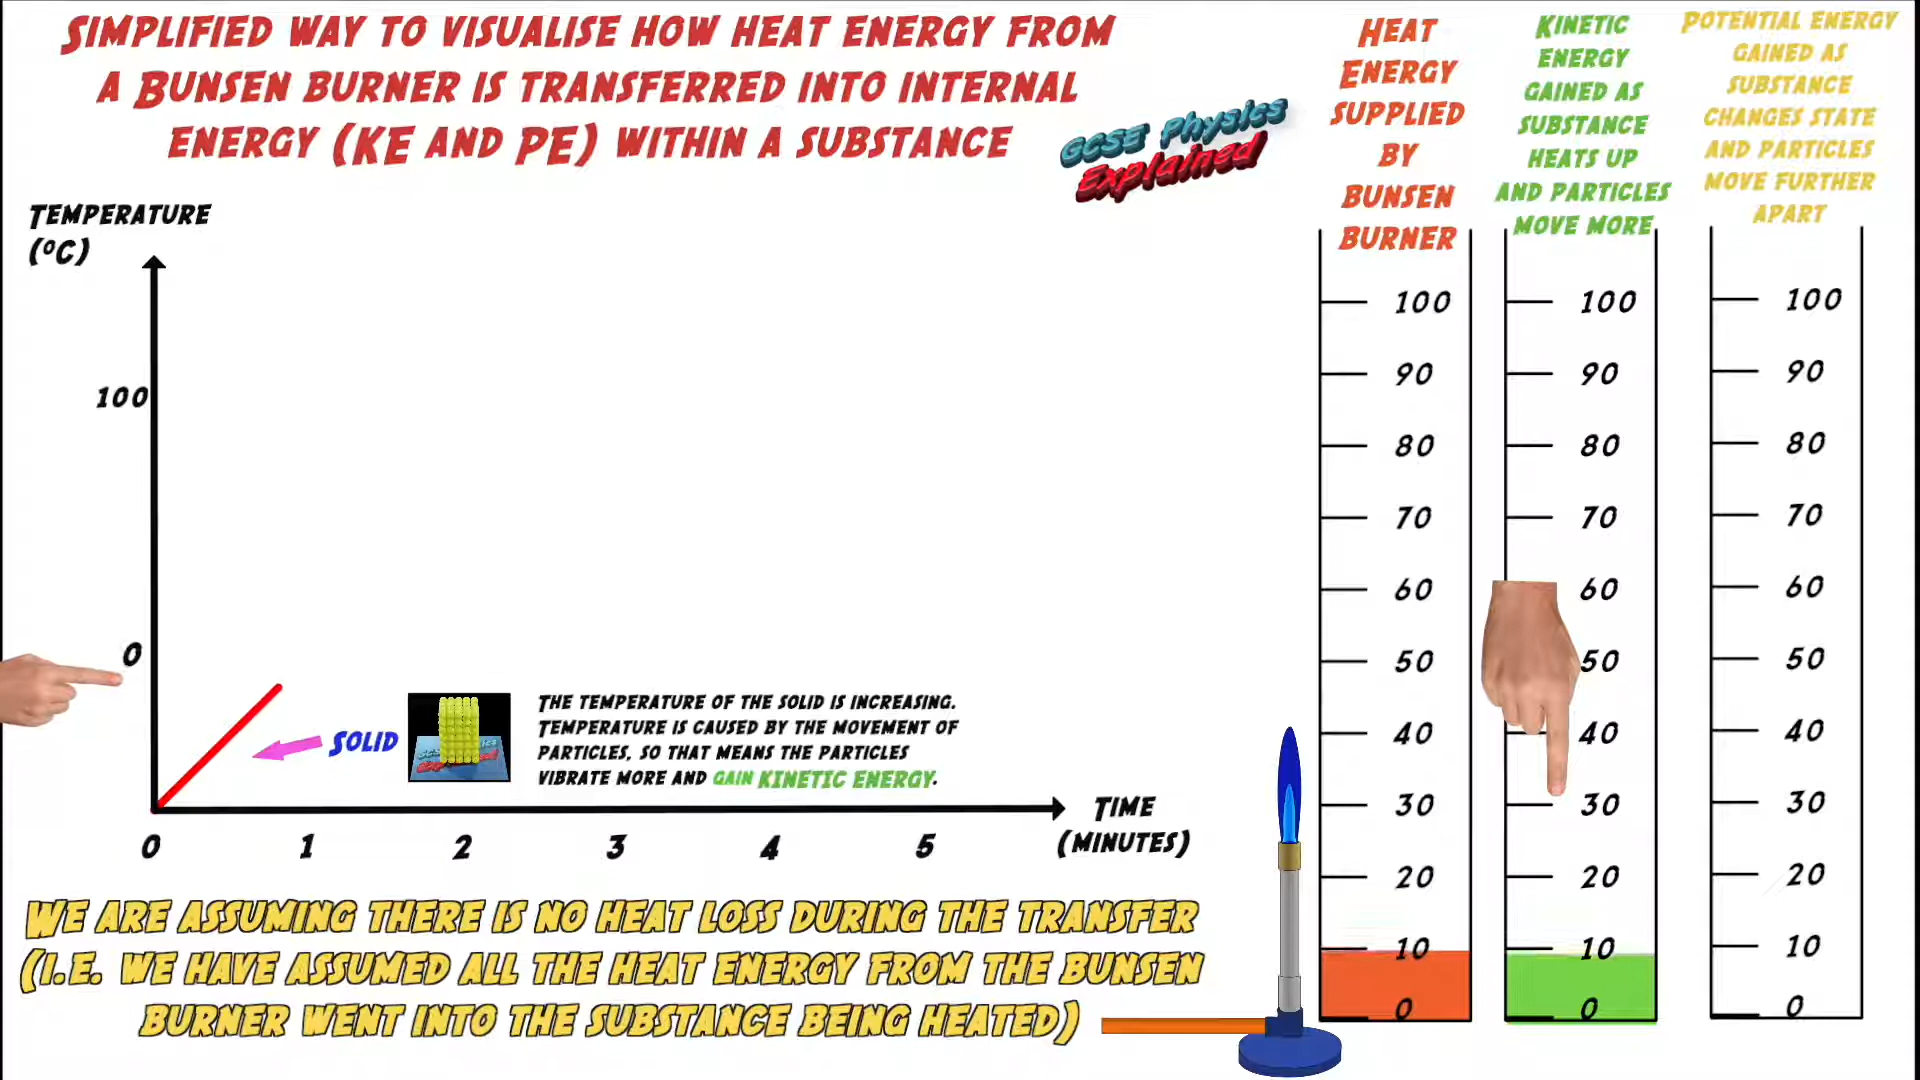 Simplified way to visualise how heat energy from
a Bunsen burner is transferred into internal
energy (KE and PE) within a substance
GCSE Physics
Explained
Heat
Energy
supplied
by
bunsen
burner
Kinetic
energy
gained as
substance
heats up
and particles
move more
Potential energy
gained as
substance
changes state
and particles
move further
apart
Temperature
(°C)
100
0
Solid
The temperature of the solid is increasing.
Temperature is caused by the movement of
particles, so that means the particles
vibrate more and gain kinetic energy.
0 1 2 3 4 5
Time
(minutes)
We are assuming there is no heat loss during the transfer
(i.e. we have assumed all the heat energy from the bunsen
burner went into the substance being heated)
100
90
80
70
60
50
40
30
20
10
0
100
90
80
70
60
50
40
30
20
10
0
100
90
80
70
60
50
40
30
20
10
0